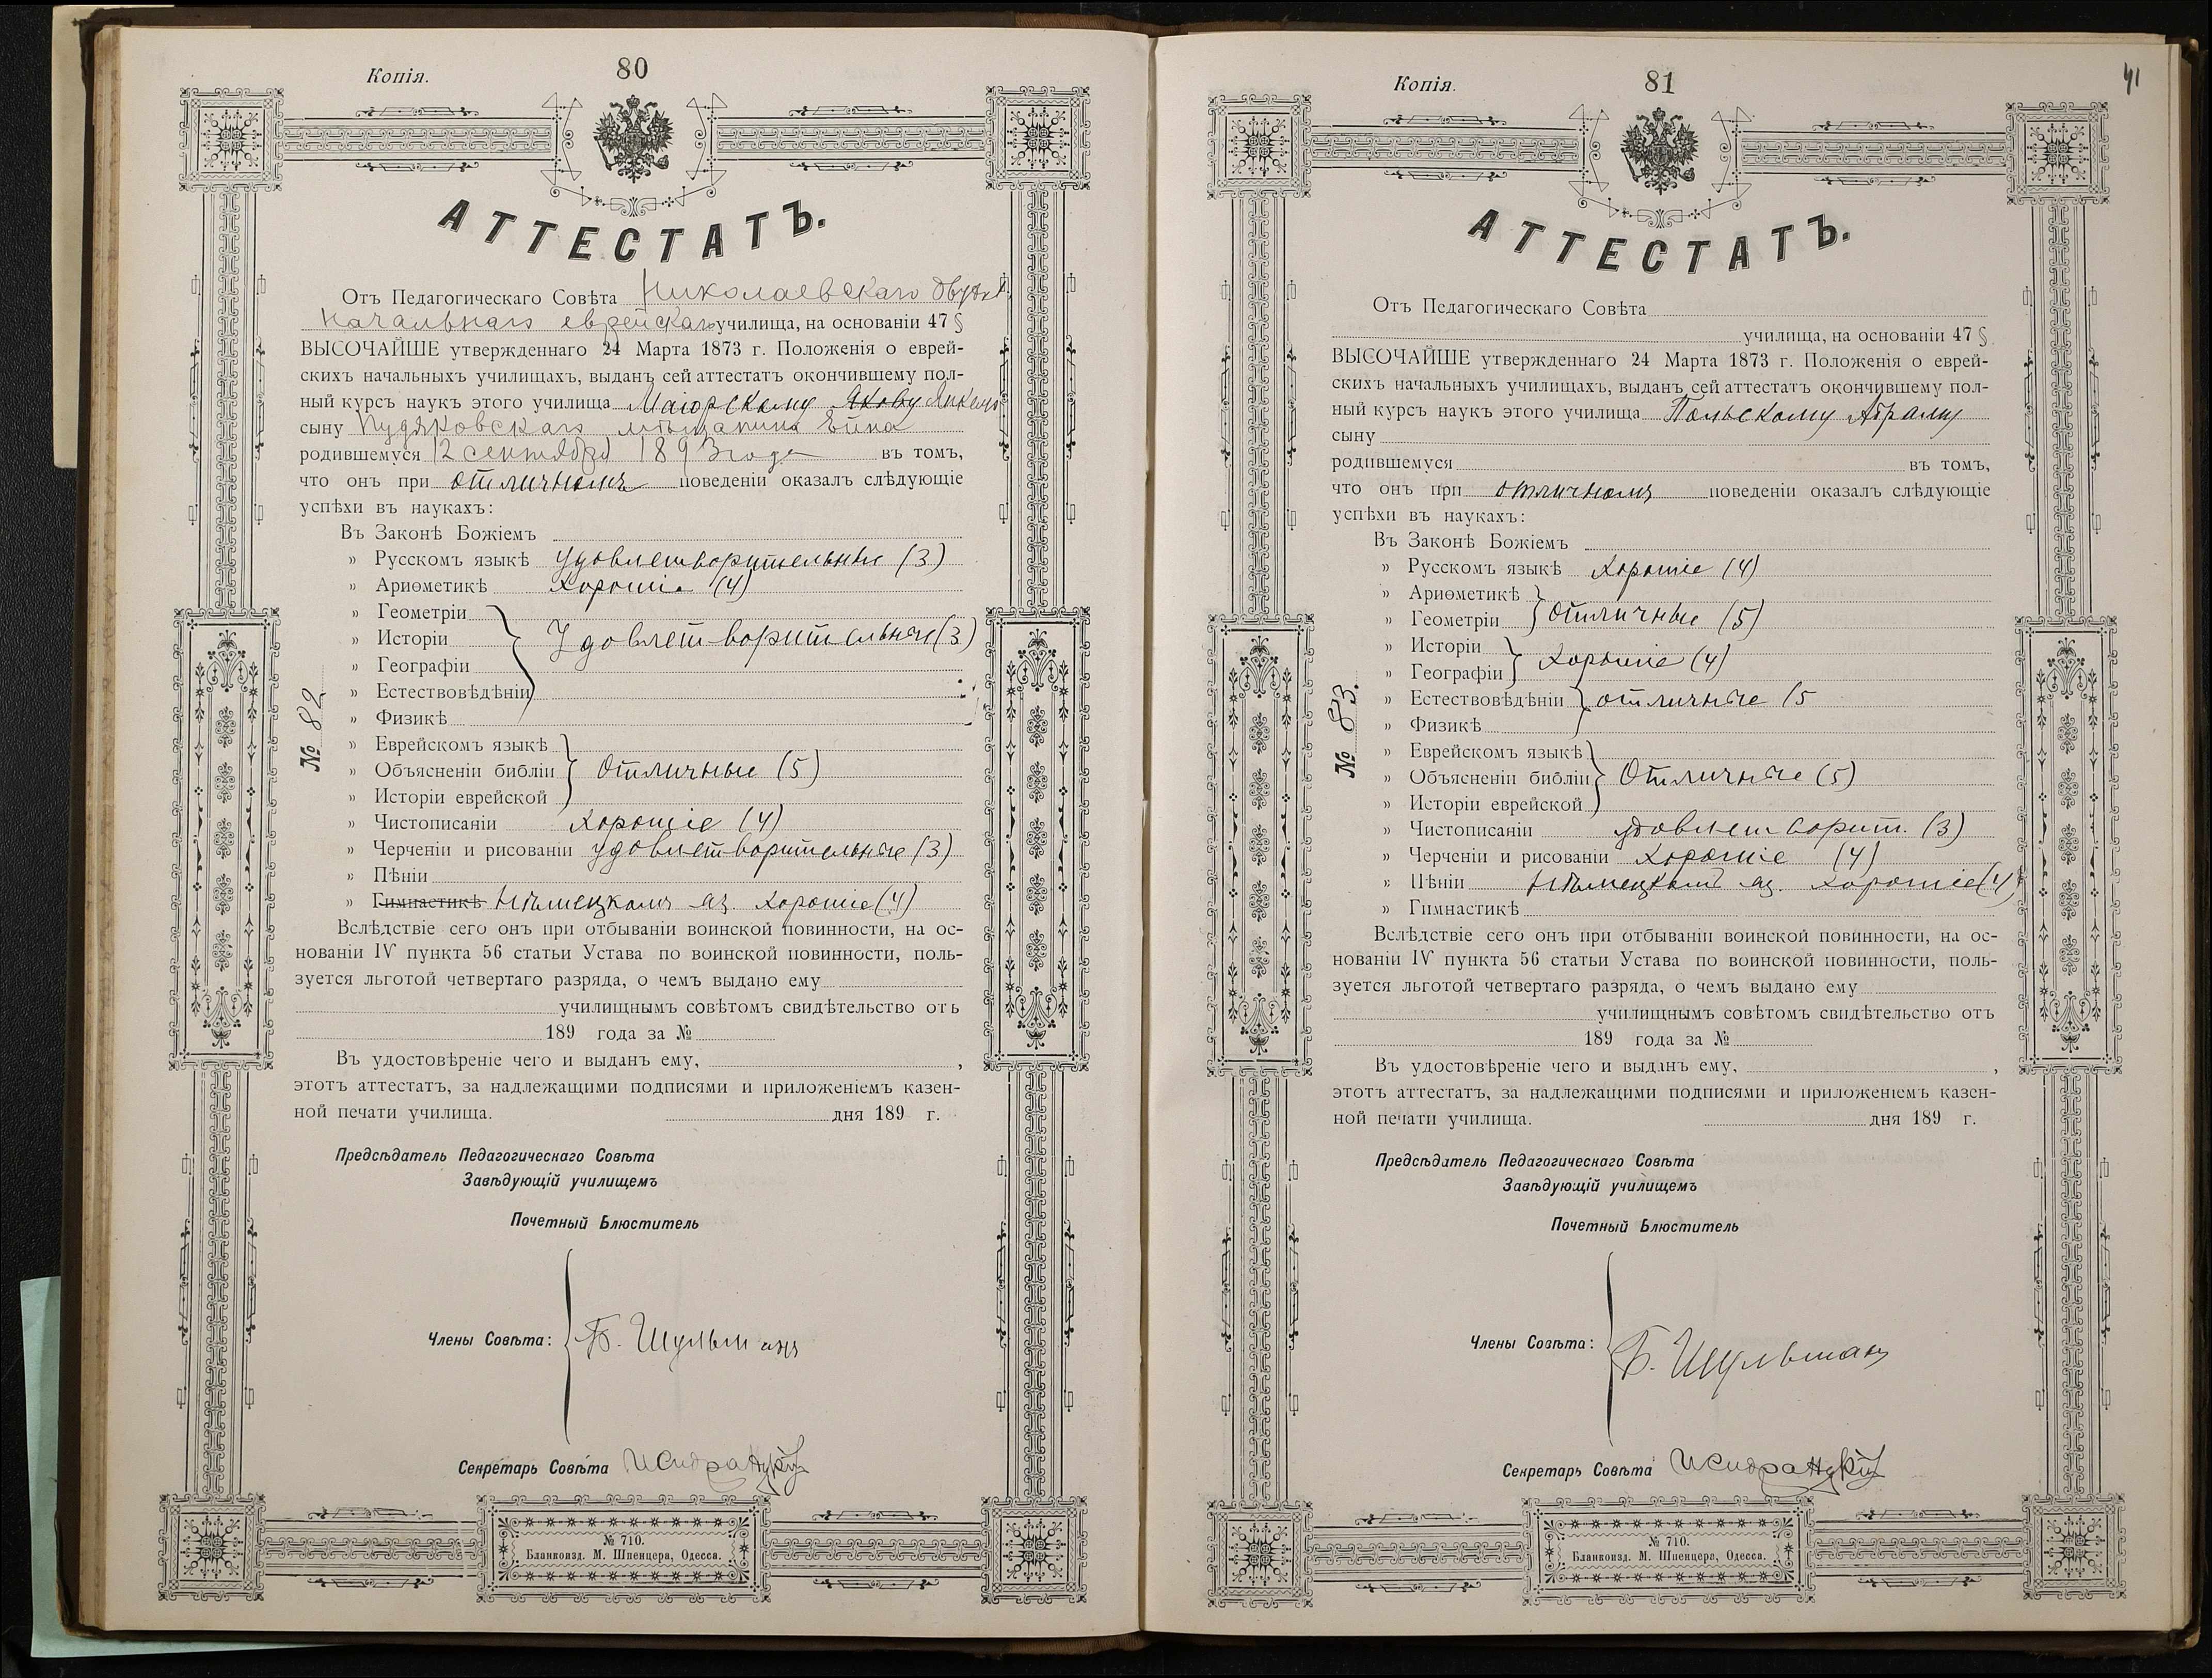 Копія.
80
АТТЕСТАТЪ.
Отъ Педагогическаго Совѣта Николаевскаго
начальнаго еврейскаго училища, на основаніи 47 §
ВЫСОЧАЙШЕ утвержденнаго 24 Марта 1873 г. Положенія о еврей-
скихъ начальныхъ училищахъ, выданъ сей аттестатъ окончившему пол-
ный курсъ наукъ этого училища Маіорскому Якову
сыну мѣщанина
родившемуся 12 сентября 1893 года въ томъ,
что онъ при отличномъ поведеніи оказалъ слѣдующіе
успѣхи въ наукахъ:
Въ Законѣ Божіемъ
» Русскомъ языкѣ удовлетворительные (3)
» Ариѳметикѣ Хорошіе (4)
» Геометріи
» Исторіи Удовлетворительные (3)
» Географіи
» Естествовѣдѣніи
» Физикѣ
» Еврейскомъ языкѣ
» Объясненіи библіи Отличные (5)
» Исторіи еврейской
» Чистописаніи хорошіе (4)
» Черченіи и рисованіи удовлетворительные (3)
» Пѣніи
» Гимнастикѣ Нѣмецкомъ яз. хорошіе (4)
Вслѣдствіе сего онъ при отбываніи воинской повинности, на ос-
нованіи IV пункта 56 статьи Устава по воинской повинности, поль-
зуется льготой четвертаго разряда, о чемъ выдано ему
училищнымъ совѣтомъ свидѣтельство отъ
189 года за №
Въ удостовѣреніе чего и выданъ ему, ,
этотъ аттестатъ, за надлежащими подписями и приложеніемъ казен-
ной печати училища. дня 189 г.
№ 82
Предсѣдатель Педагогическаго Совѣта
Завѣдующій училищемъ
Почетный Блюститель
Члены Совѣта: Б. Шульманъ
Секретарь Совѣта
№ 710.
Бланкоизд. М. Шпенцера, Одесса.
Копія.
81
41
АТТЕСТАТЪ.
Отъ Педагогическаго Совѣта
училища, на основаніи 47 §
ВЫСОЧАЙШЕ утвержденнаго 24 Марта 1873 г. Положенія о еврей-
скихъ начальныхъ училищахъ, выданъ сей аттестатъ окончившему пол-
ный курсъ наукъ этого училища Польскому Абраму
сыну
родившемуся въ томъ,
что онъ при отличномъ поведеніи оказалъ слѣдующіе
успѣхи въ наукахъ:
Въ Законѣ Божіемъ
» Русскомъ языкѣ хорошіе (4)
» Ариѳметикѣ
» Геометріи Отличные (5)
» Исторіи
» Географіи хорошіе (4)
» Естествовѣдѣніи отличные (5
» Физикѣ
» Еврейскомъ языкѣ
» Объясненіи библіи Отличные (5)
» Исторіи еврейской
» Чистописаніи удовлетворит. (3)
» Черченіи и рисованіи хорошіе (4)
» Пѣніи Нѣмецкомъ яз. хорошіе (4)
» Гимнастикѣ
Вслѣдствіе сего онъ при отбываніи воинской повинности, на ос-
нованіи IV пункта 56 статьи Устава по воинской повинности, поль-
зуется льготой четвертаго разряда, о чемъ выдано ему
училищнымъ совѣтомъ свидѣтельство отъ
189 года за №
Въ удостовѣреніе чего и выданъ ему, ,
этотъ аттестатъ, за надлежащими подписями и приложеніемъ казен-
ной печати училища. дня 189 г.
№ 83.
Предсѣдатель Педагогическаго Совѣта
Завѣдующій училищемъ
Почетный Блюститель
Члены Совѣта: Б. Шульманъ
Секретарь Совѣта
№ 710.
Бланкоизд. М. Шпенцера, Одесса.